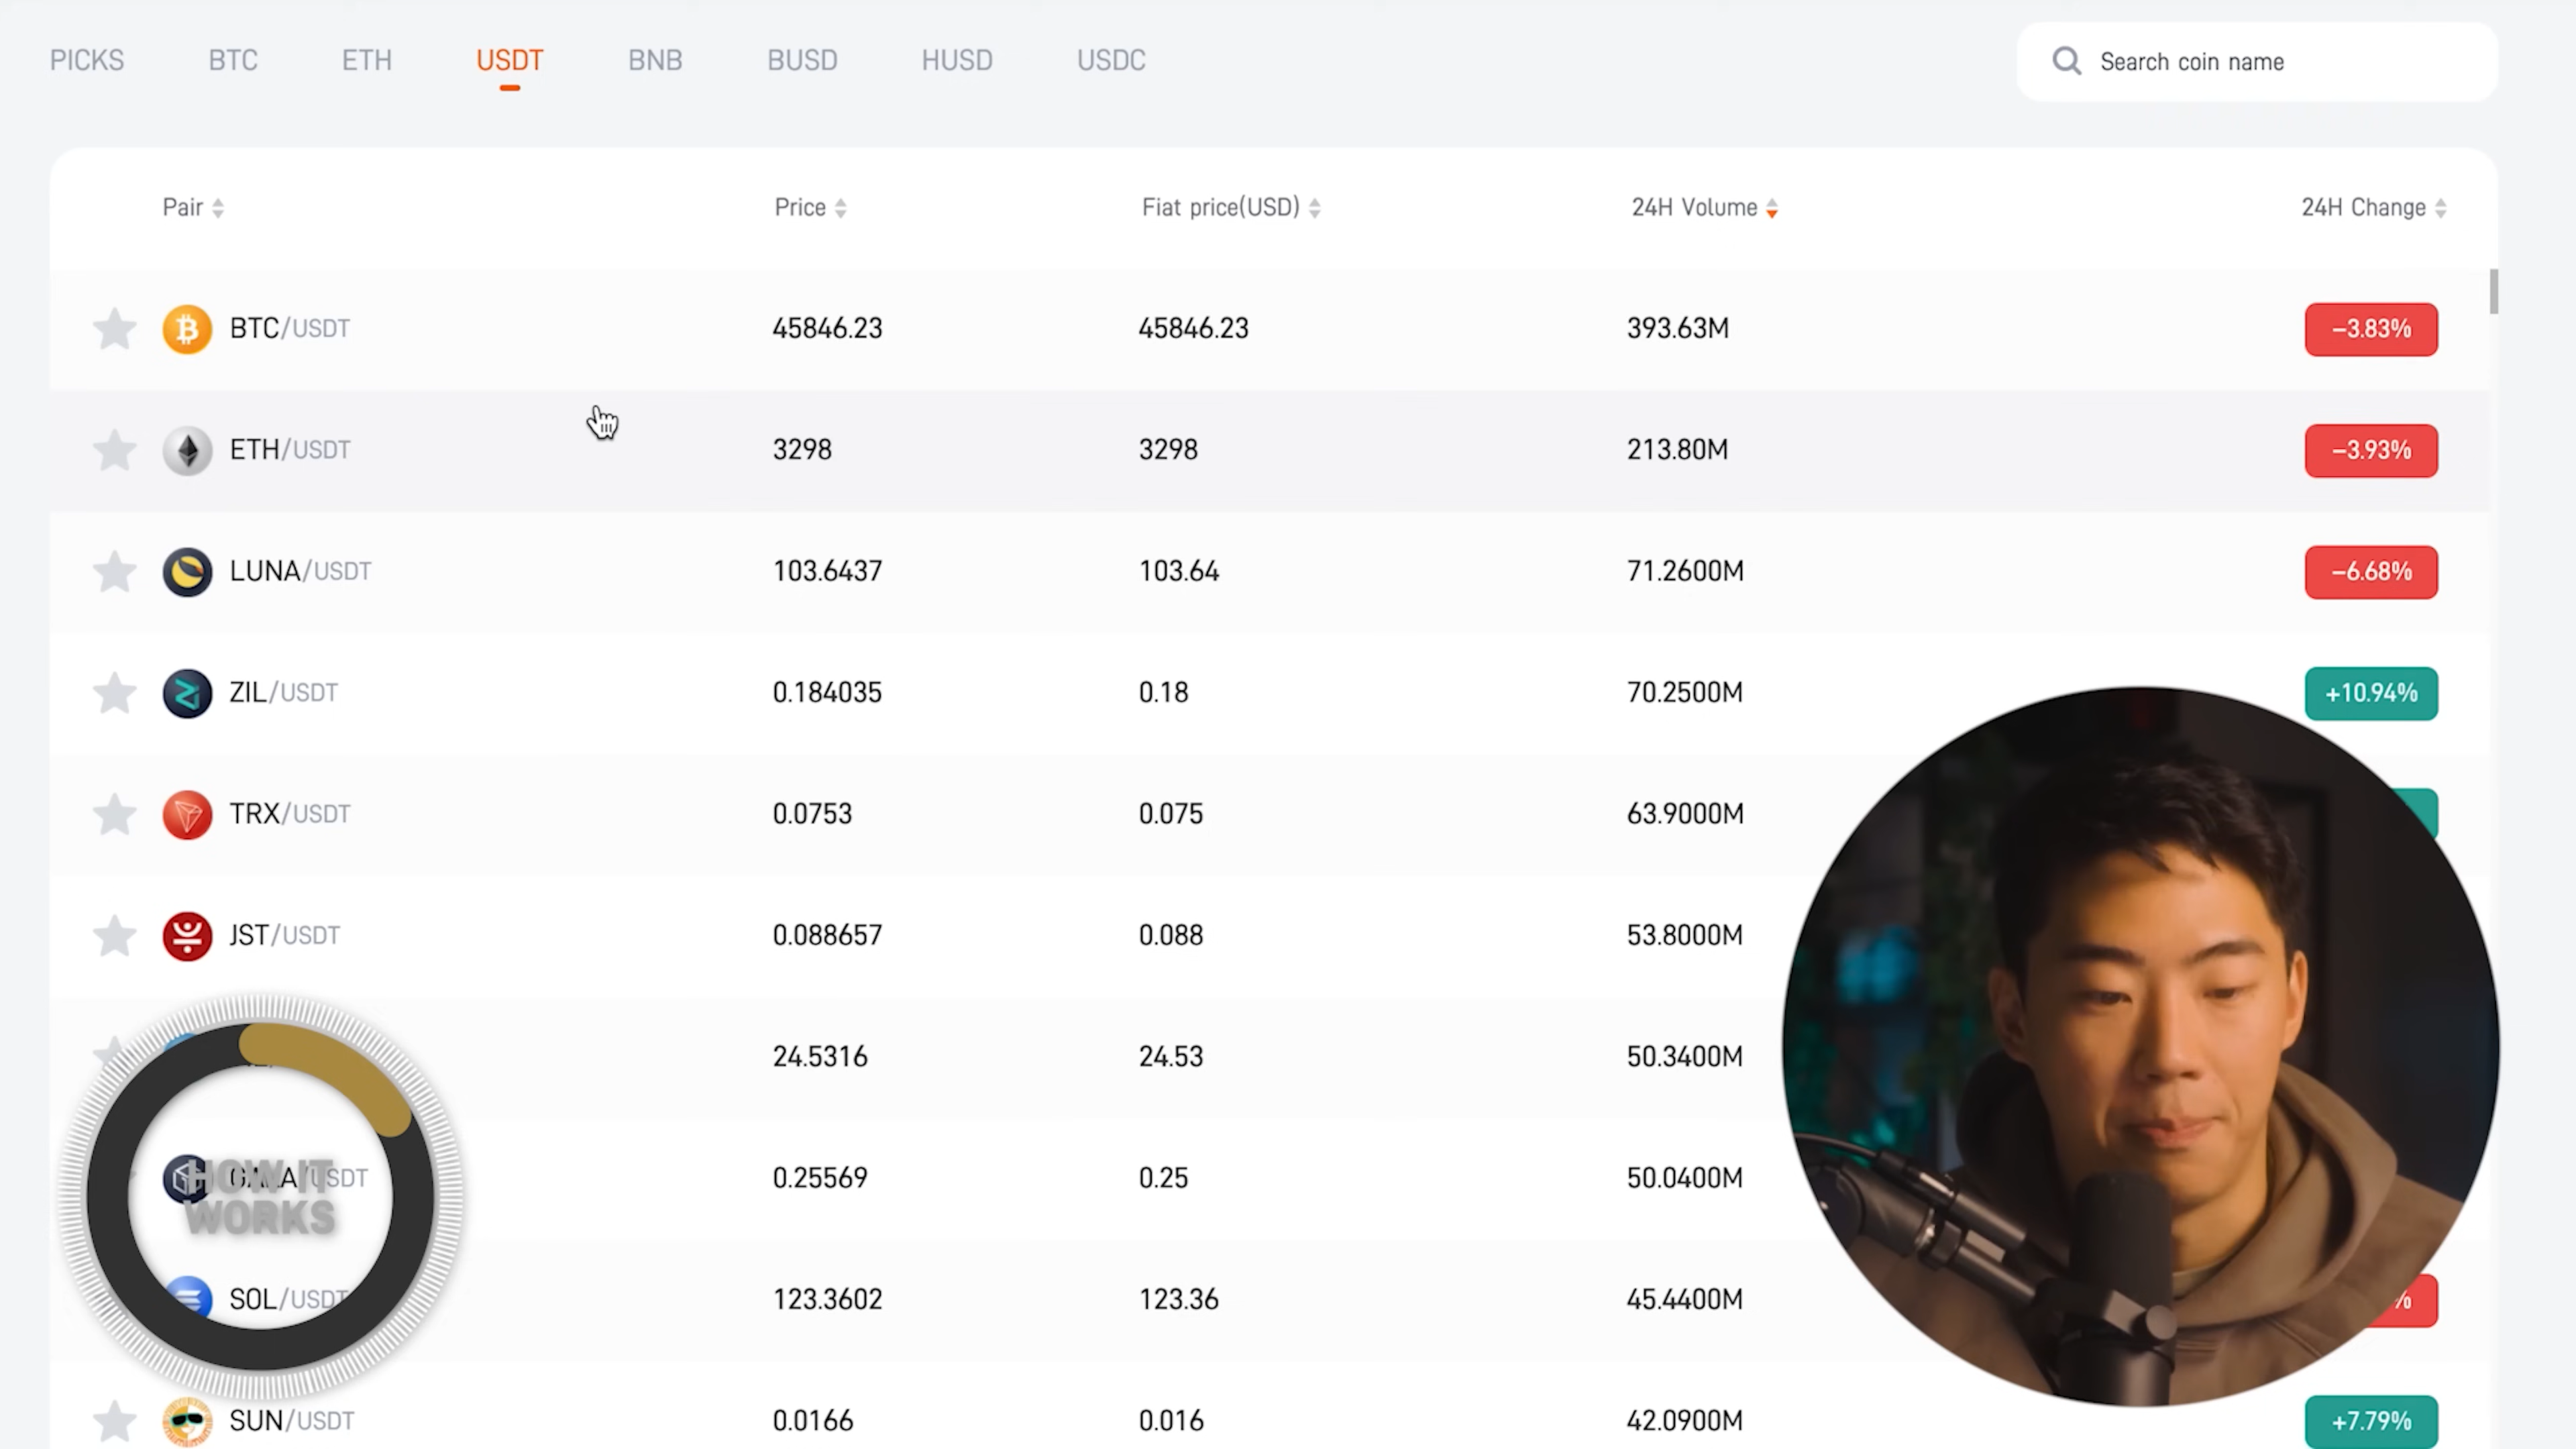 PICKS BTC ETH USDT BNB BUSD HUSD USDC Search coin name
Pair Price Fiat price(USD) 24H Volume 24H Change
BTC/USDT 45846.23 45846.23 393.63M -3.83%
ETH/USDT 3298 3298 213.80M -3.93%
LUNA/USDT 103.6437 103.64 71.2600M -6.68%
ZIL/USDT 0.184035 0.18 70.2500M +10.94%
TRX/USDT 0.0753 0.075 63.9000M
JST/USDT 0.088657 0.088 53.8000M
24.5316 24.53 50.3400M
GALA/USDT 0.25569 0.25 50.0400M
HOW IT
WORKS
SOL/USDT 123.3602 123.36 45.4400M %
SUN/USDT 0.0166 0.016 42.0900M +7.79%